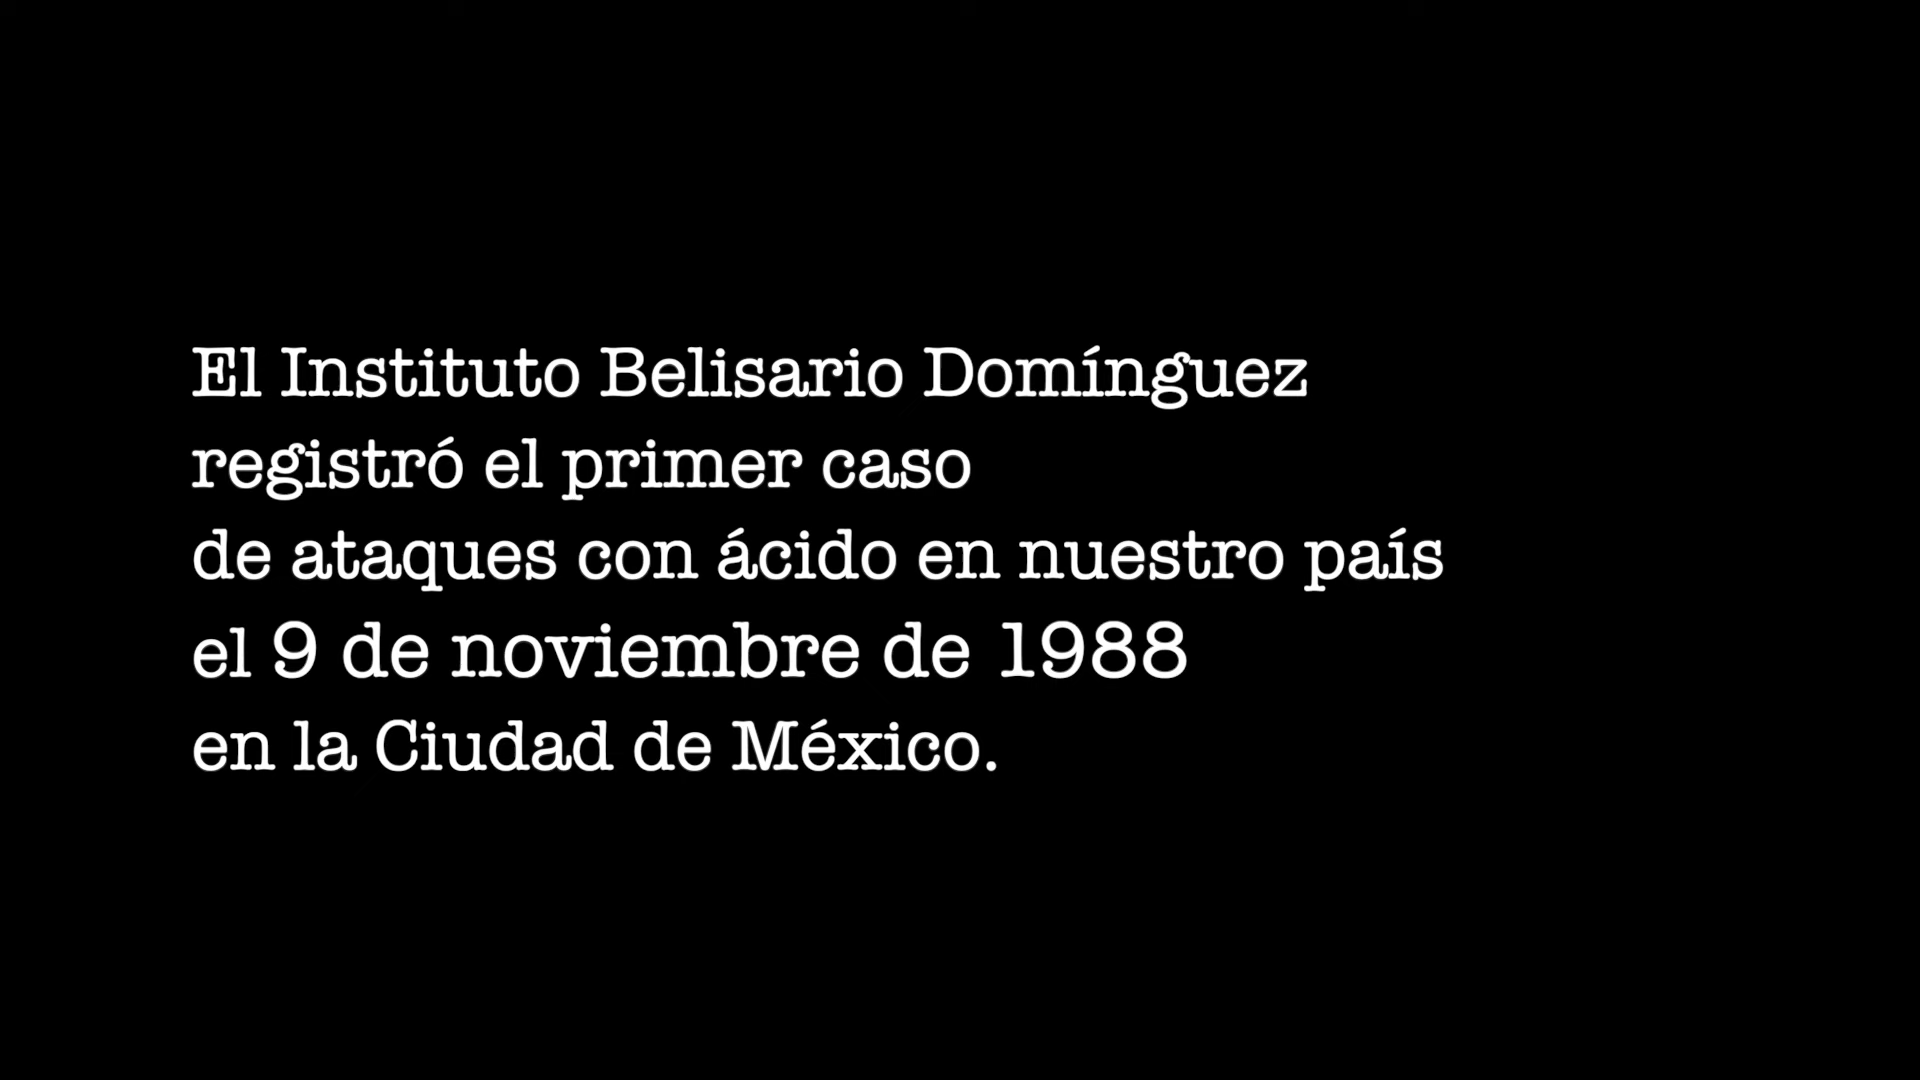 El Instituto Belisario Domínguez
registró el primer caso
de ataques con ácido en nuestro país
el 9 de noviembre de 1988
en la Ciudad de México.